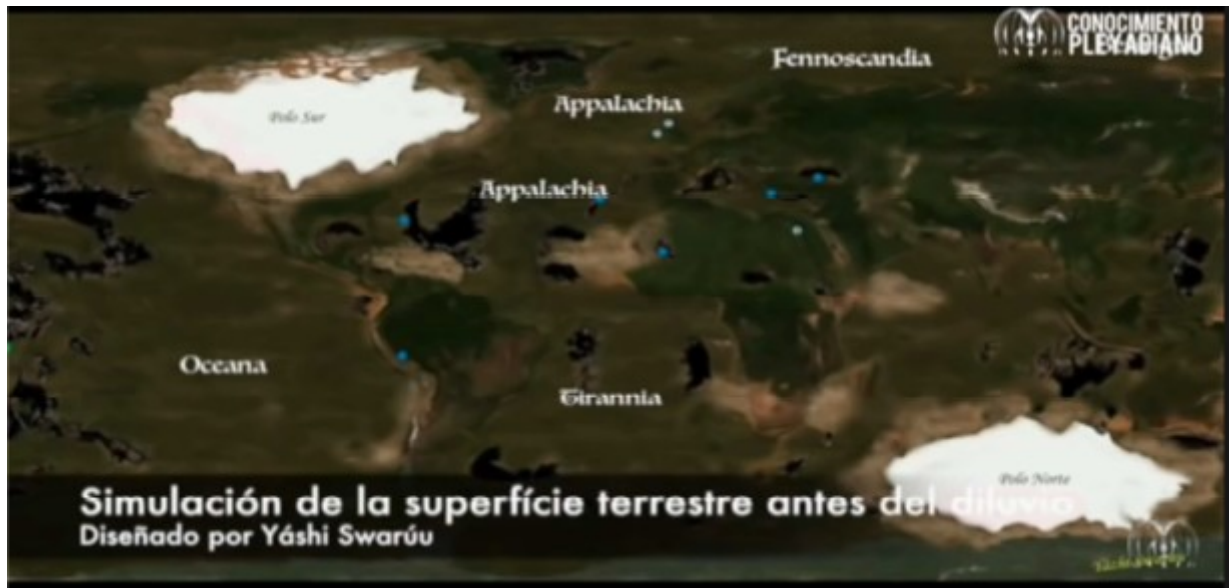 CONOCIMIENTO
PLEYADIANO
Fennoscandia
Appalachia
Polo Sur
Appalachia
Oceana
Tirannia
Polo Norte
Simulación de la superfície terrestre antes del diluvio
Diseñado por Yáshi Swarúu